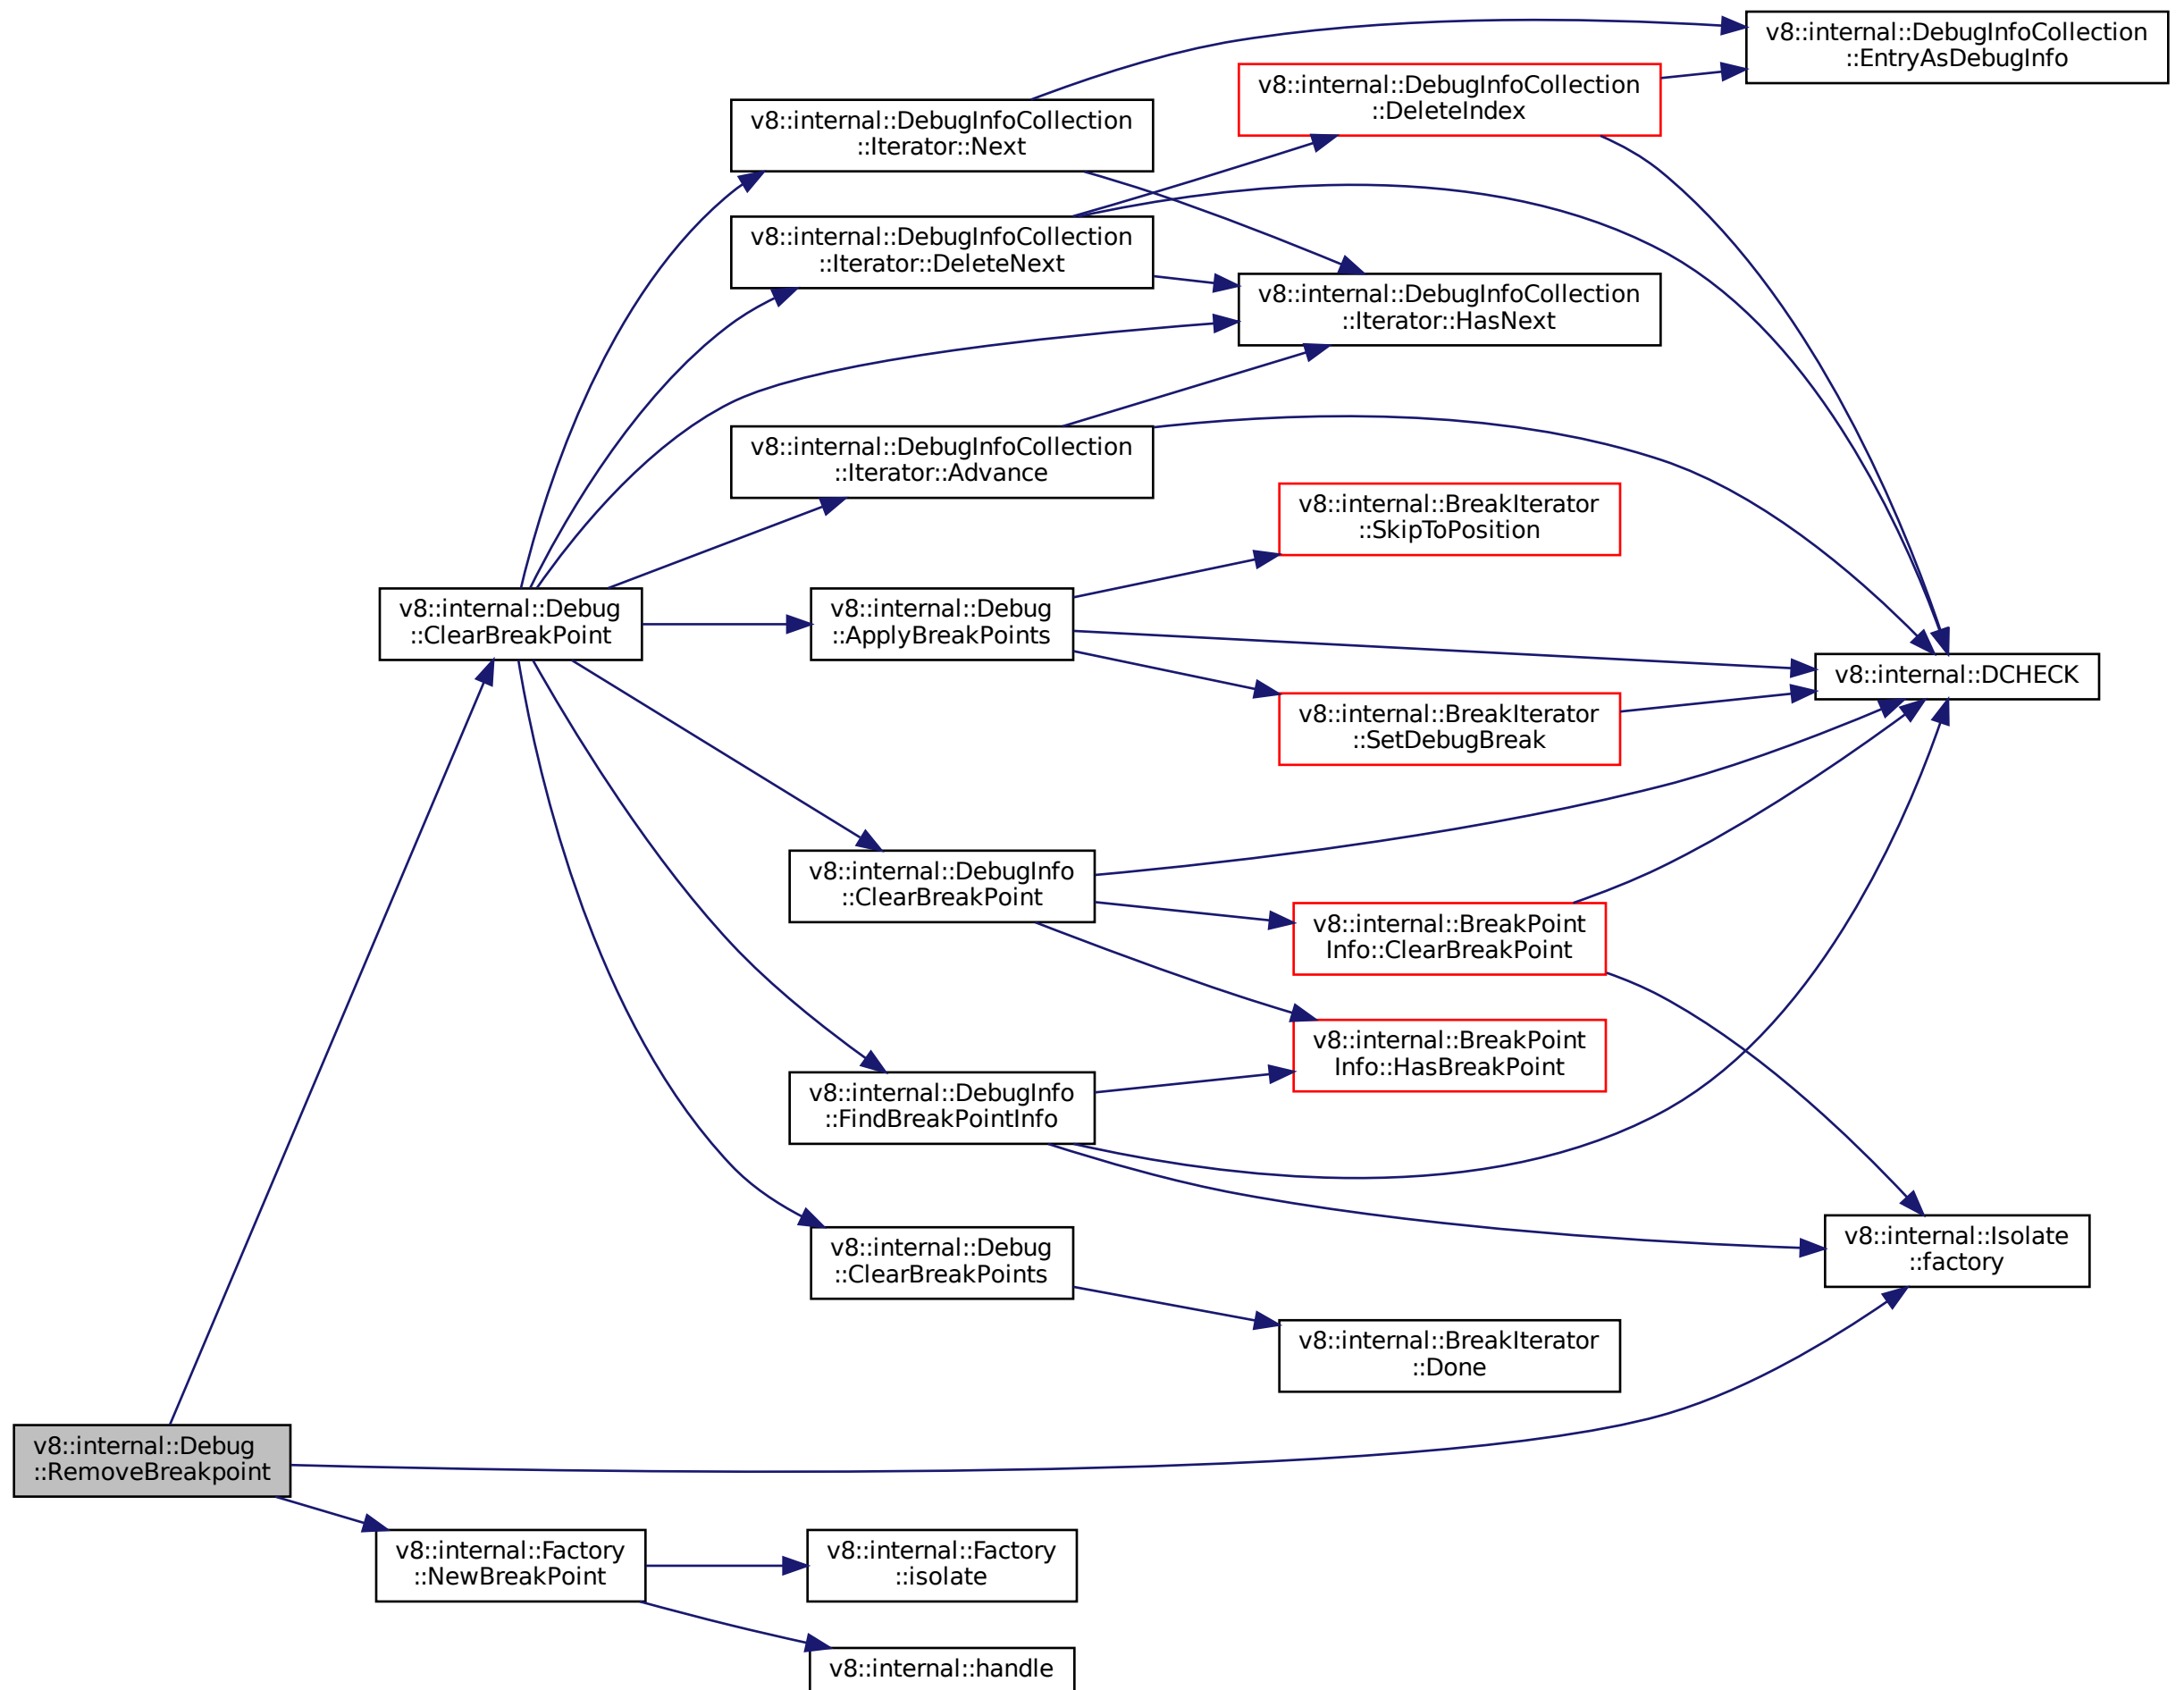 v8::internal::DebugInfoCollection
::EntryAsDebugInfo
v8::internal::DebugInfoCollection
::DeleteIndex
v8::internal::DebugInfoCollection
::Iterator::Next
v8::internal::DebugInfoCollection
::Iterator::DeleteNext
v8::internal::DebugInfoCollection
::Iterator::HasNext
v8::internal::DebugInfoCollection
::Iterator::Advance
v8::internal::BreakIterator
::SkipToPosition
v8::internal::Debug
::ClearBreakPoint
v8::internal::Debug
::ApplyBreakPoints
v8::internal::DCHECK
v8::internal::BreakIterator
::SetDebugBreak
v8::internal::DebugInfo
::ClearBreakPoint
v8::internal::BreakPoint
Info::ClearBreakPoint
v8::internal::BreakPoint
Info::HasBreakPoint
v8::internal::DebugInfo
::FindBreakPointInfo
v8::internal::Isolate
::factory
v8::internal::Debug
::ClearBreakPoints
v8::internal::BreakIterator
::Done
v8::internal::Debug
::RemoveBreakpoint
v8::internal::Factory
::NewBreakPoint
v8::internal::Factory
::isolate
v8::internal::handle